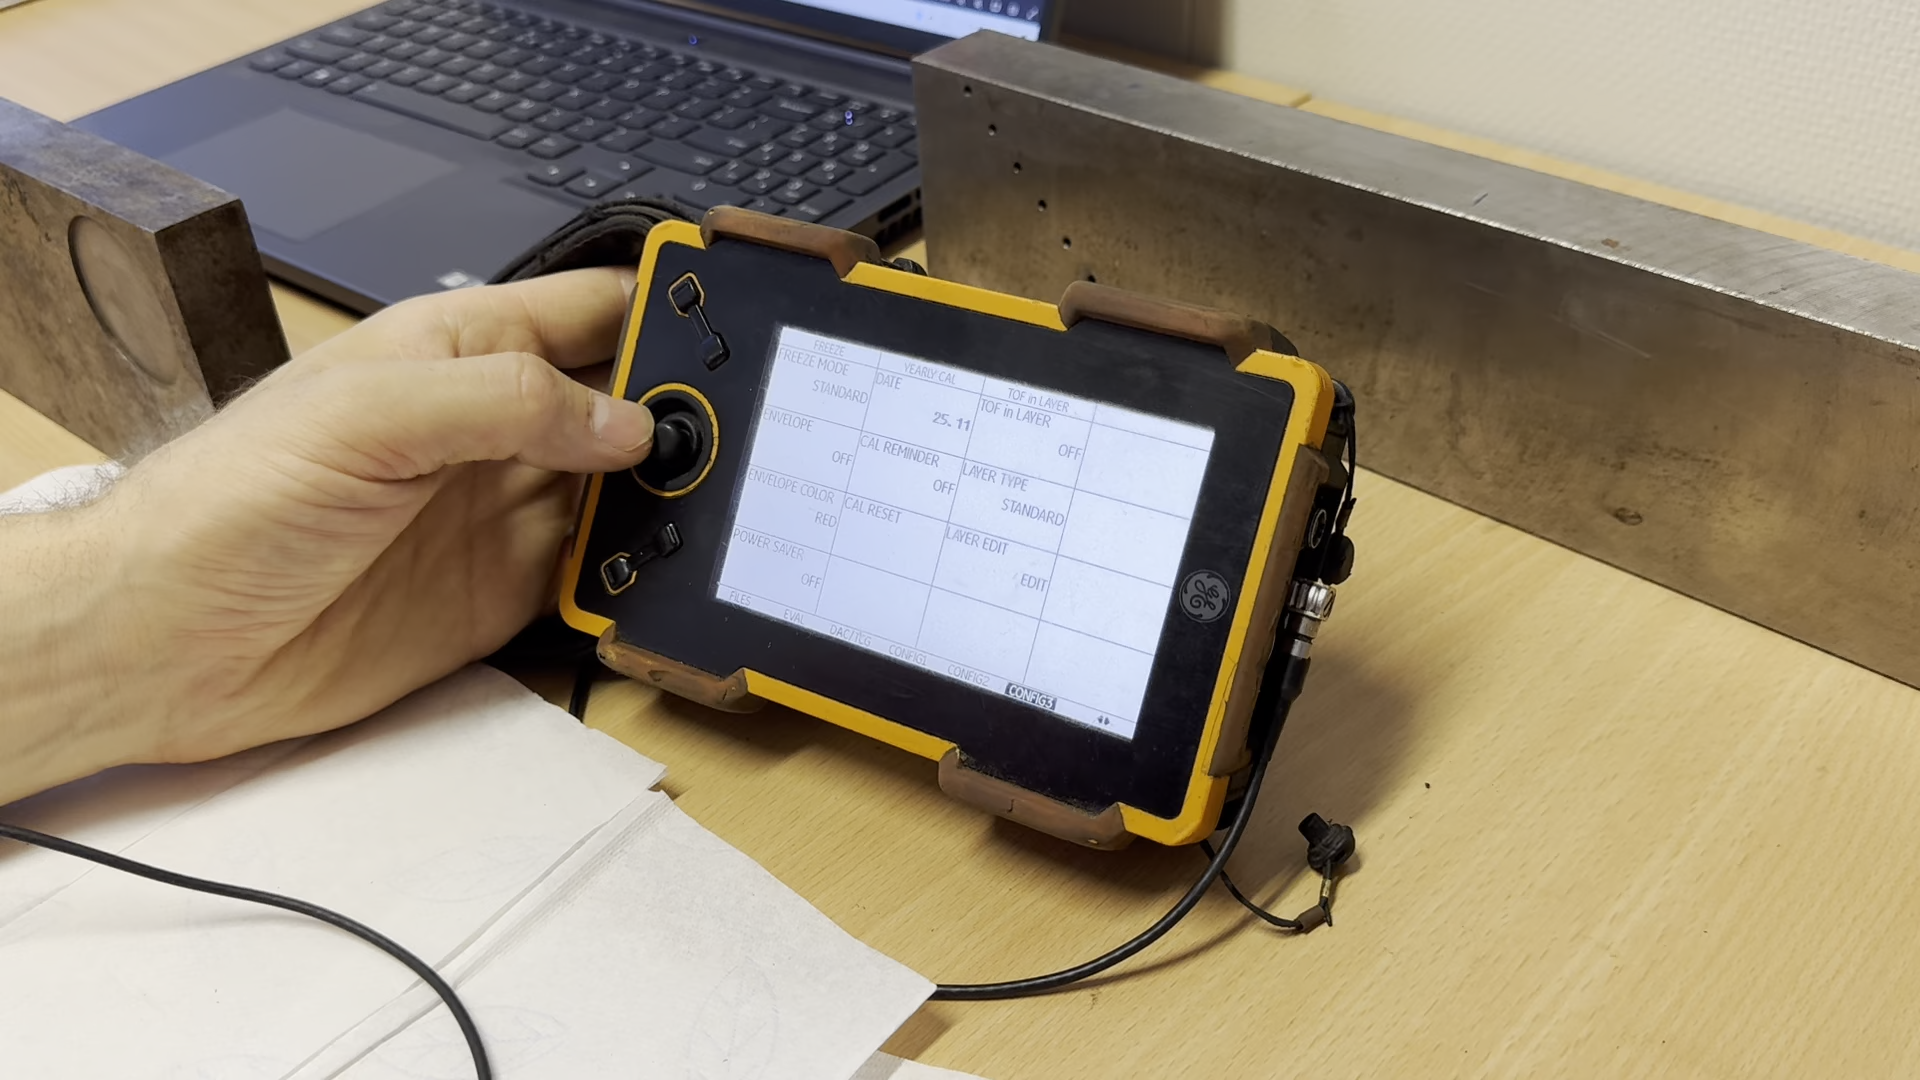 FREEZE
FREEZE MODE
STANDARD
ENVELOPE
OFF
ENVELOPE COLOR
RED
POWER SAVER
OFF
YEARLY CAL
DATE
25. 11
CAL REMINDER
OFF
CAL RESET
TOF in LAYER
TOF in LAYER
OFF
LAYER TYPE
STANDARD
LAYER EDIT
EDIT
FILES EVAL DAC/TCG CONFIG1 CONFIG2 CONFIG3
GE